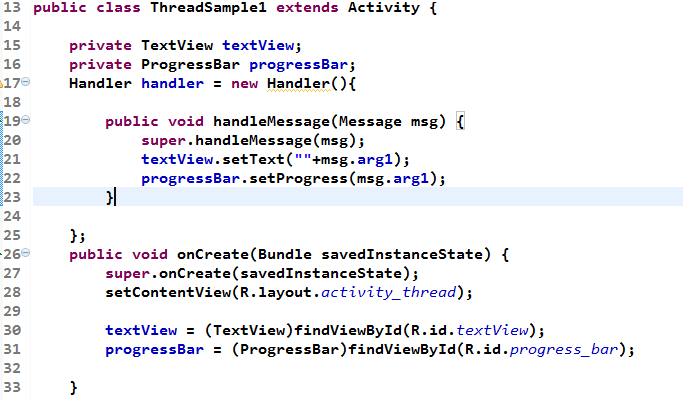 13 public class ThreadSample1 extends Activity {
14
15     private TextView textView;
16     private ProgressBar progressBar;
17     Handler handler = new Handler(){
18
19         public void handleMessage(Message msg) {
20             super.handleMessage(msg);
21             textView.setText(""+msg.arg1);
22             progressBar.setProgress(msg.arg1);
23         }
24
25     };
26     public void onCreate(Bundle savedInstanceState) {
27         super.onCreate(savedInstanceState);
28         setContentView(R.layout.activity_thread);
29
30         textView = (TextView)findViewById(R.id.textView);
31         progressBar = (ProgressBar)findViewById(R.id.progress_bar);
32
33     }